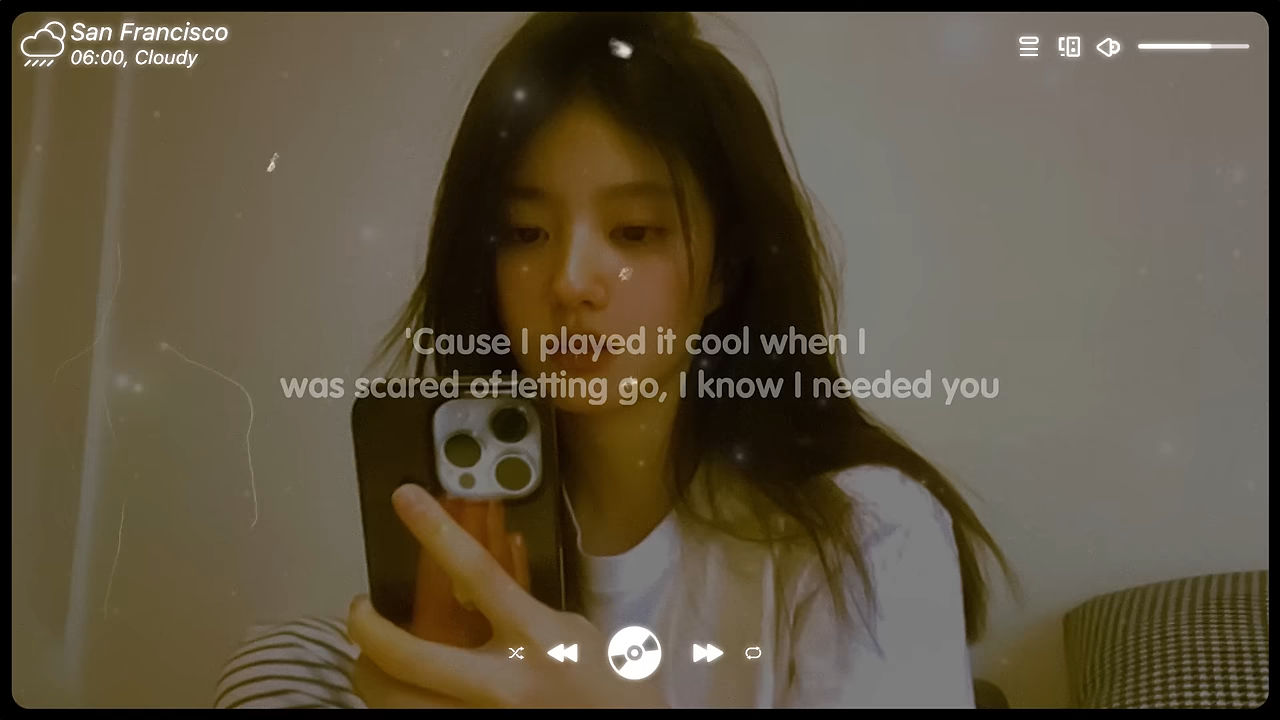 San Francisco
06:00, Cloudy
'Cause I played it cool when I
was scared of letting go, I know I needed you